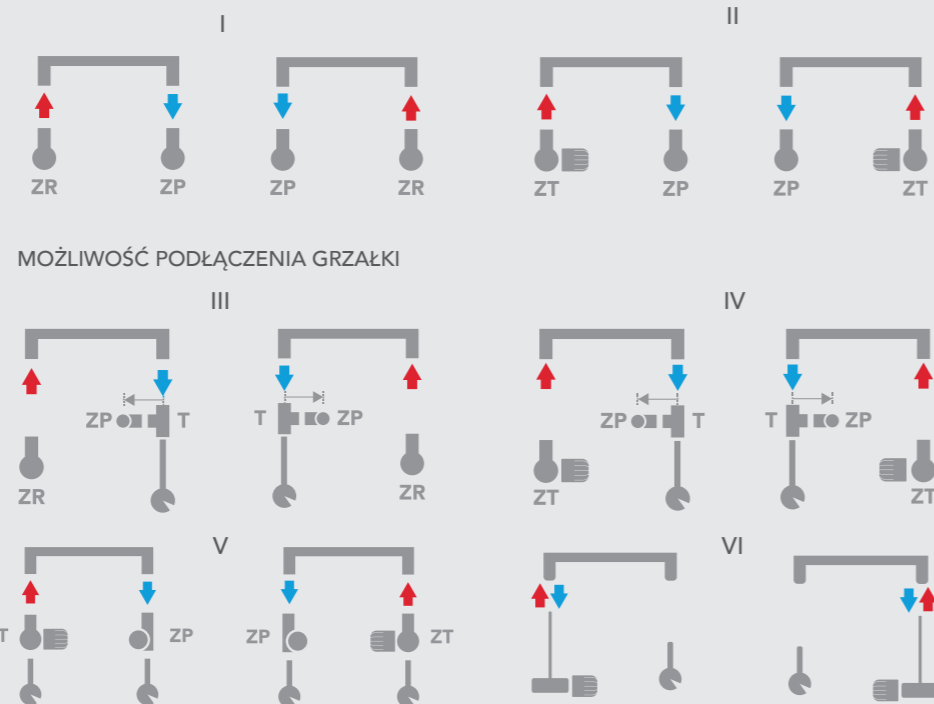 I
II
ZR ZP ZP ZR
ZT ZP ZP ZT
MOŻLIWOŚĆ PODŁĄCZENIA GRZAŁKI
III
IV
ZP T T ZP
ZR ZR
ZP T T ZP
ZT ZT
V
VI
T ZP ZP ZT